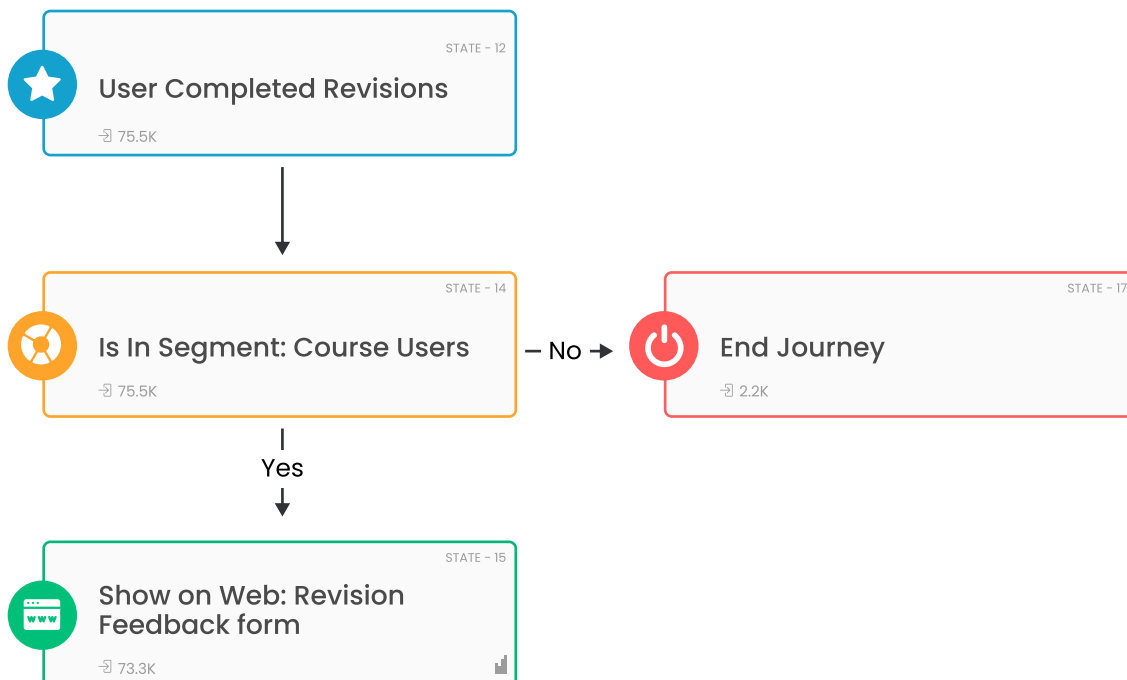 STATE - 12
User Completed Revisions
75.5K
STATE - 14
Is In Segment: Course Users
75.5K
No
STATE - 17
End Journey
2.2K
Yes
STATE - 15
Show on Web: Revision
Feedback form
www
73.3K